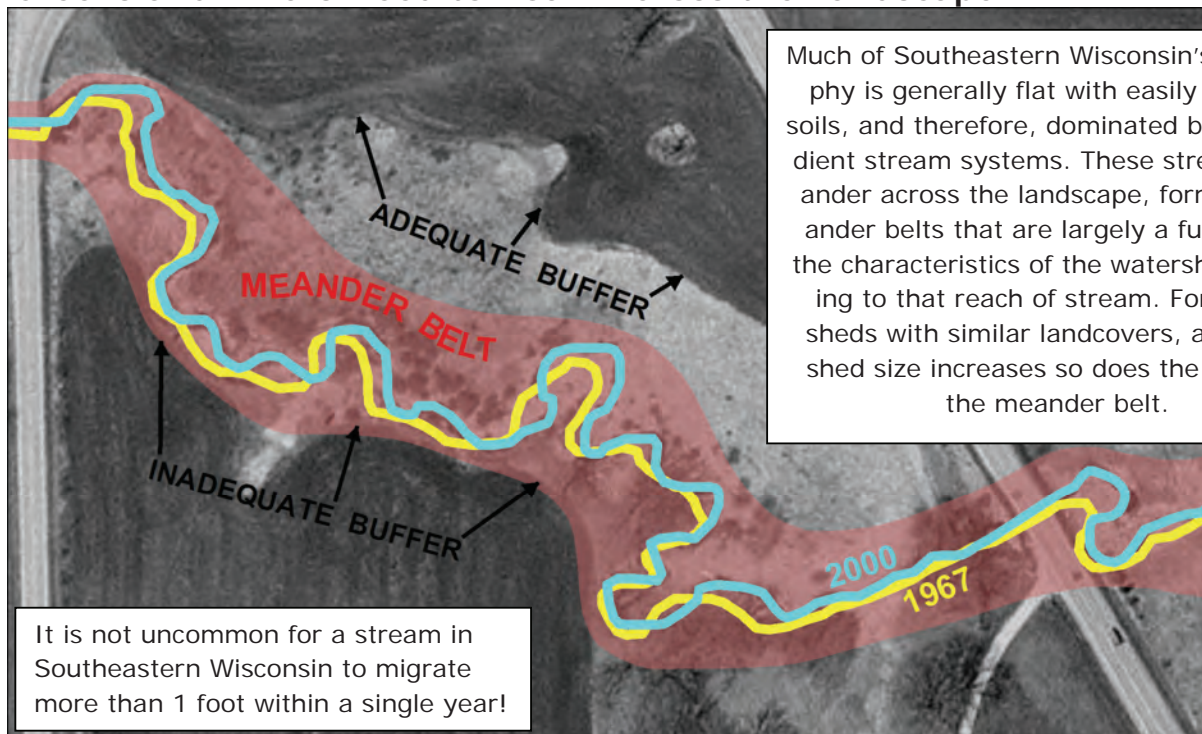 Much of Southeastern Wisconsin's
phy is generally flat with easily
soils, and therefore, dominated b
dient stream systems. These stre
ander across the landscape,
ander belts that are largely a fu
the characteristics of the watersh
ing to that reach of stream. For
sheds with similar landcovers, a
shed size increases so does the
the meander belt.
ADEQUATE BUFFER
MEANDER BELT
INADEQUATE BUFFER
2000
1967
It is not uncommon for a stream in
Southeastern Wisconsin to migrate
more than 1 foot within a single year!